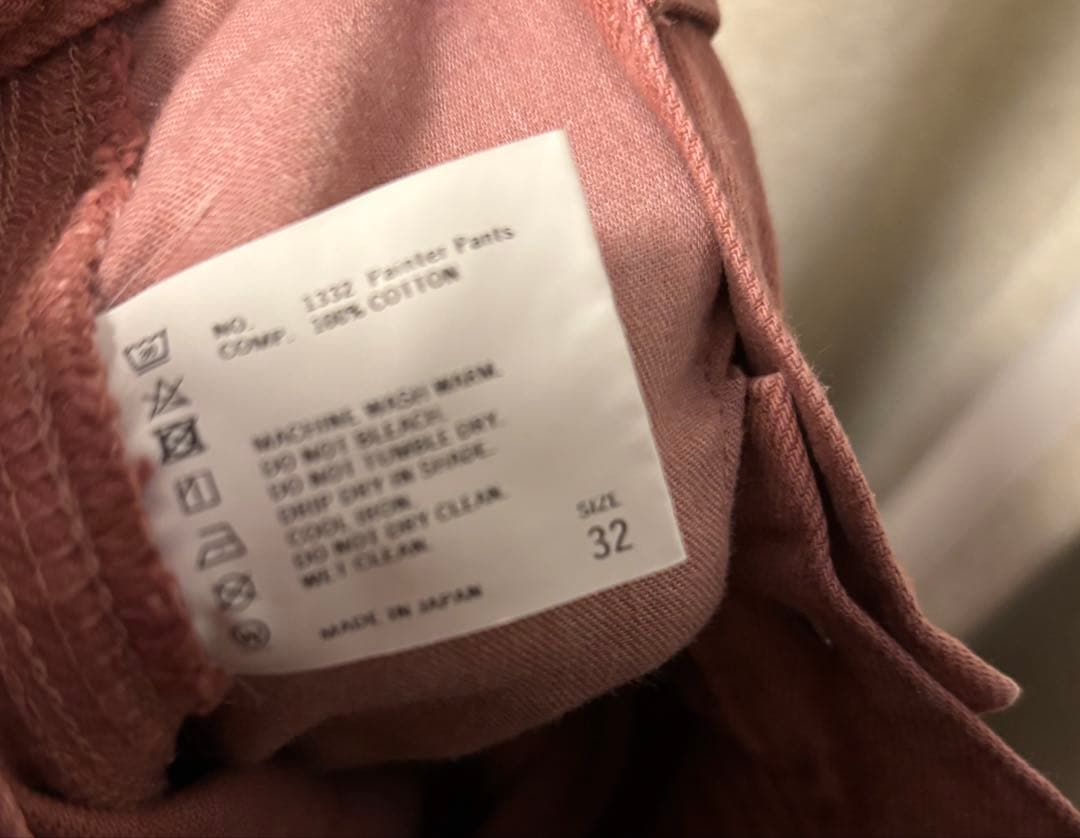 NO. 1332 Painter Pants
COMP. 100% COTTON
MACHINE WASH WARM.
DO NOT BLEACH.
DO NOT TUMBLE DRY.
DRIP DRY IN SHADE.
COOL IRON.
DO NOT DRY CLEAN.
WET CLEAN.
SIZE
32
MADE IN JAPAN